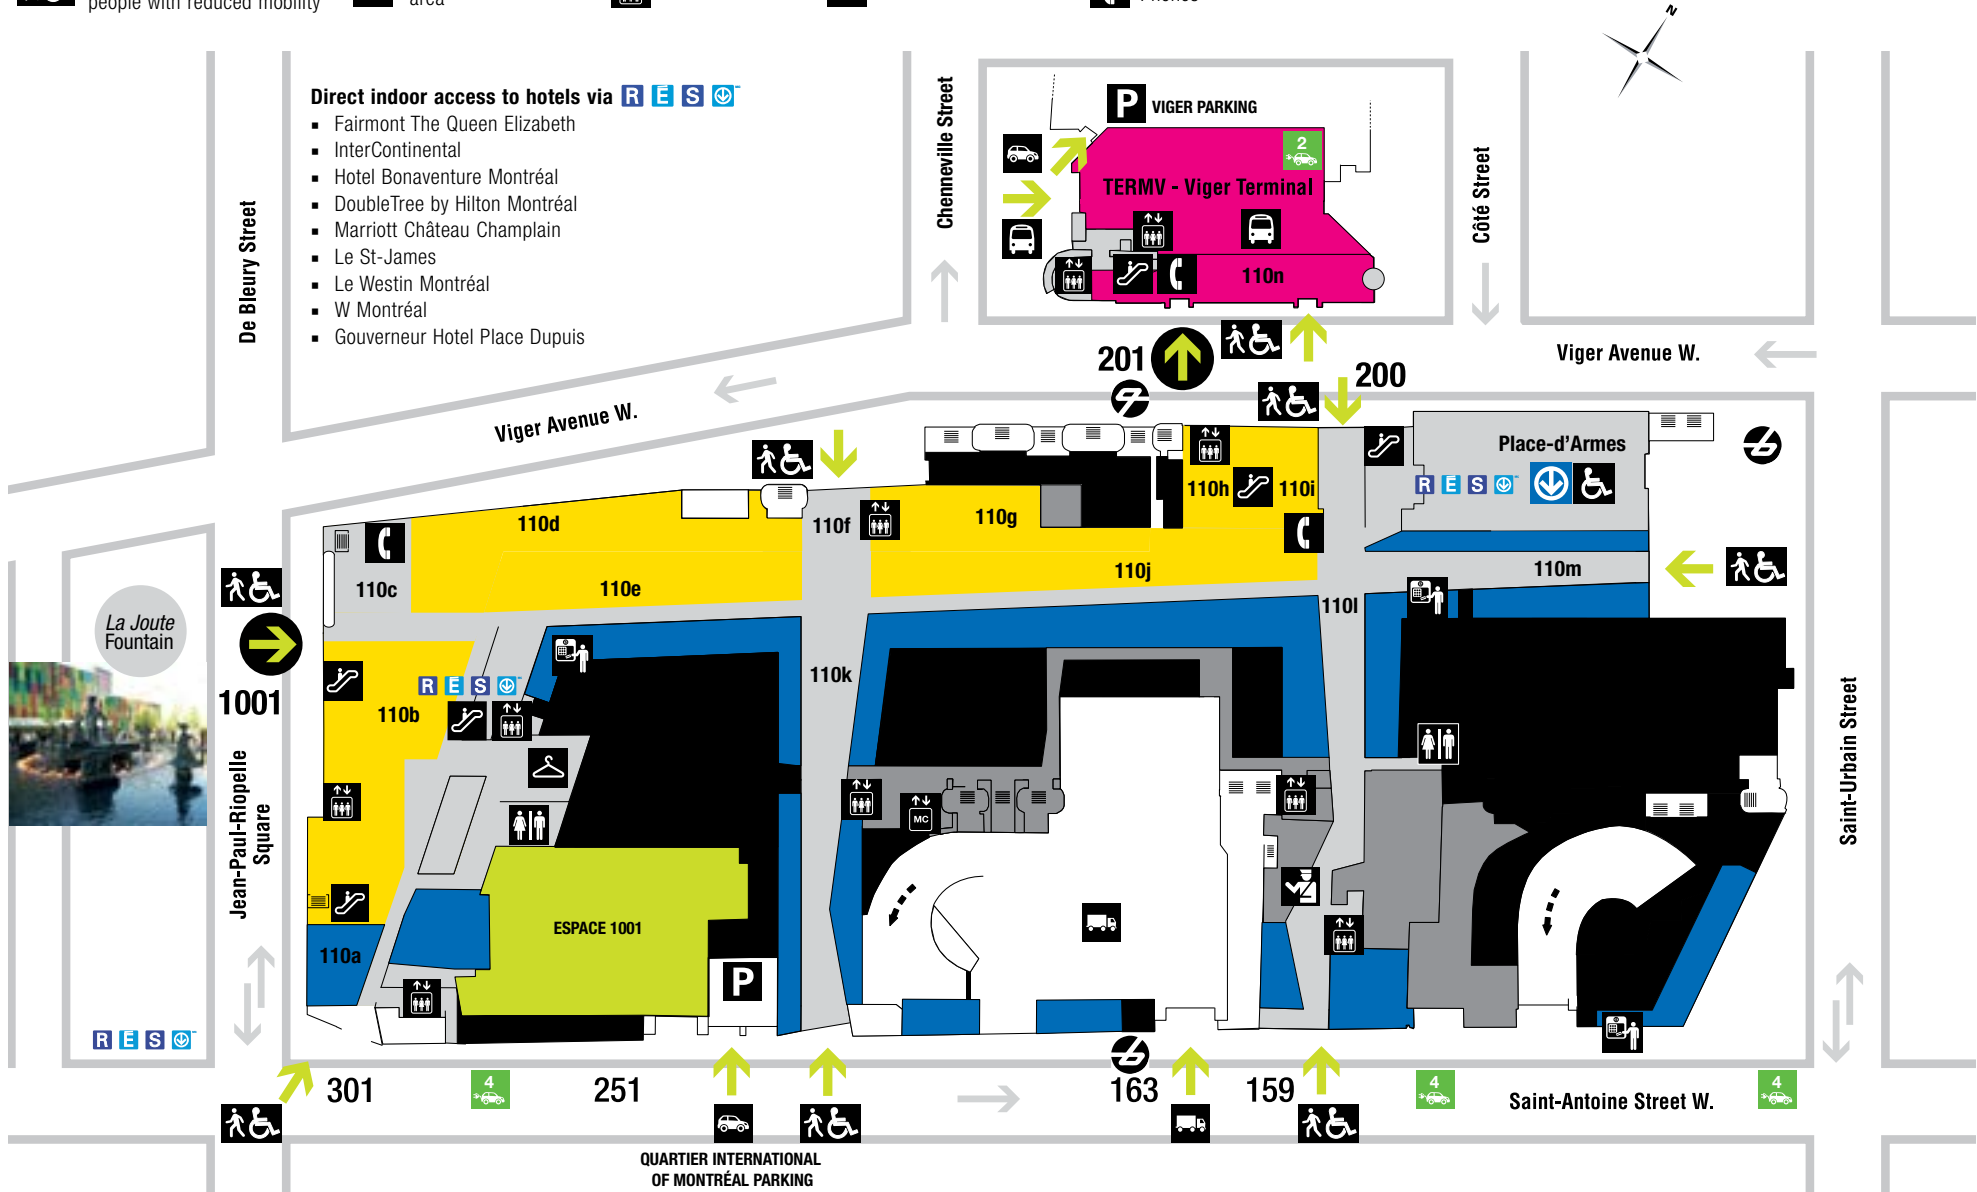 people with reduced mobility
area
N
Direct indoor access to hotels via R É S
▪ Fairmont The Queen Elizabeth
▪ InterContinental
▪ Hotel Bonaventure Montréal
▪ DoubleTree by Hilton Montréal
▪ Marriott Château Champlain
▪ Le St-James
▪ Le Westin Montréal
▪ W Montréal
▪ Gouverneur Hotel Place Dupuis
De Bleury Street
Chenneville Street
Côté Street
P VIGER PARKING
2
TERMV - Viger Terminal
110n
201
200
Viger Avenue W.
Viger Avenue W.
Place-d'Armes
R É S
110d
110f
110g
110h
110i
110c
110e
110j
110m
110l
La Joute
Fountain
1001
R É S
110b
110k
Jean-Paul-Riopelle
Square
Saint-Urbain Street
MC
ESPACE 1001
110a
P
R É S
301
4
251
163
159
4
4
Saint-Antoine Street W.
QUARTIER INTERNATIONAL
OF MONTRÉAL PARKING